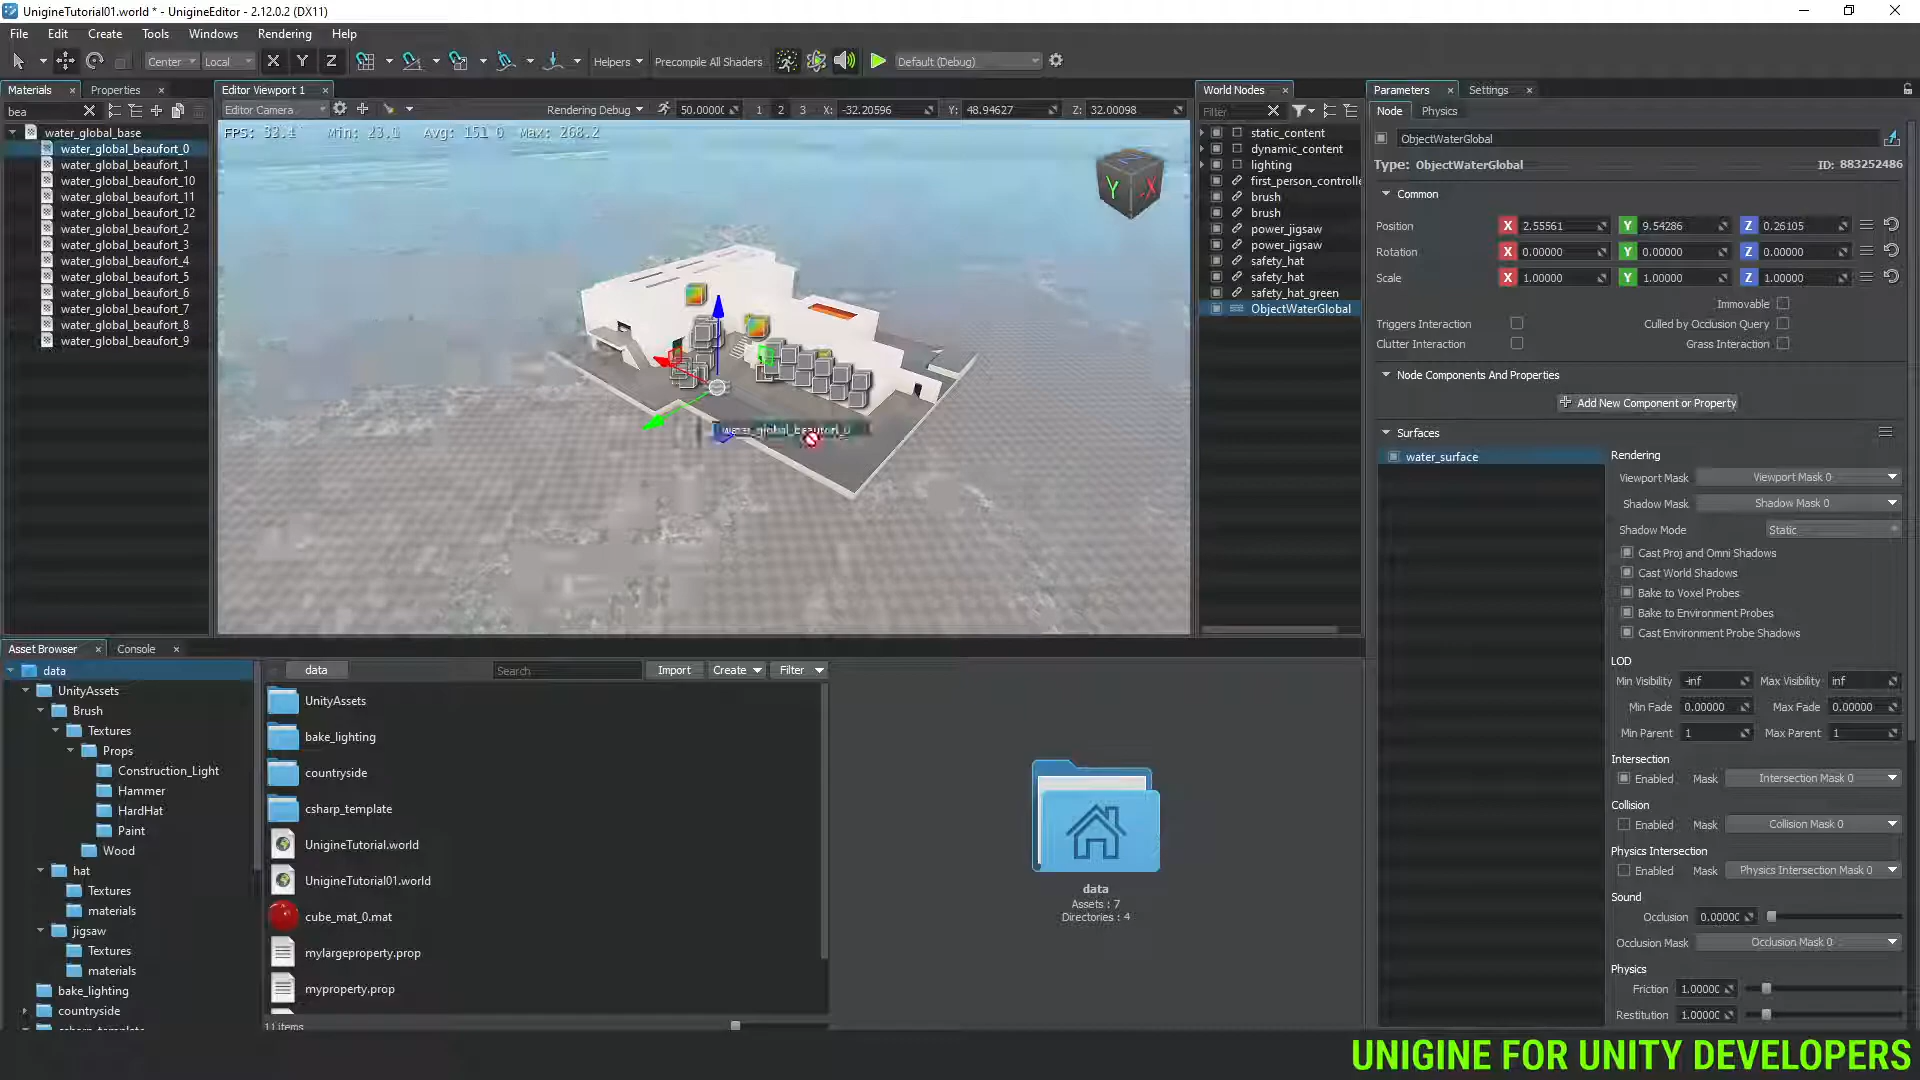 UnigineTutorial01.world * - UnigineEditor - 2.12.0.2 (DX11)
File Edit Create Tools Windows Rendering Help
Center Local X Y Z Helpers Precompile All Shaders Default (Debug)
Materials Properties
bea
water_global_base
water_global_beaufort_0
water_global_beaufort_1
water_global_beaufort_10
water_global_beaufort_11
water_global_beaufort_12
water_global_beaufort_2
water_global_beaufort_3
water_global_beaufort_4
water_global_beaufort_5
water_global_beaufort_6
water_global_beaufort_7
water_global_beaufort_8
water_global_beaufort_9
Editor Viewport 1
Editor Camera Rendering Debug 50.0000 1 2 3 X: -32.20596 Y: 48.94627 Z: 32.00098
FPS: 33.4 Min: 23.1 Avg: 151.0 Max: 268.2
Z Y X
water_global_beaufort_0
World Nodes
Filter
static_content
dynamic_content
lighting
first_person_controlle
brush
brush
power_jigsaw
power_jigsaw
safety_hat
safety_hat
safety_hat_green
ObjectWaterGlobal
Parameters Settings
Node Physics
ObjectWaterGlobal
Type: ObjectWaterGlobal ID: 883252486
Common
Position X 2.55561 Y 9.54286 Z 0.26105
Rotation X 0.00000 Y 0.00000 Z 0.00000
Scale X 1.00000 Y 1.00000 Z 1.00000
Immovable
Triggers Interaction Culled by Occlusion Query
Clutter Interaction Grass Interaction
Node Components And Properties
Add New Component or Property
Surfaces
water_surface
Rendering
Viewport Mask Viewport Mask 0
Shadow Mask Shadow Mask 0
Shadow Mode Static
Cast Proj and Omni Shadows
Cast World Shadows
Bake to Voxel Probes
Bake to Environment Probes
Cast Environment Probe Shadows
LOD
Min Visibility -inf Max Visibility inf
Min Fade 0.00000 Max Fade 0.00000
Min Parent 1 Max Parent 1
Intersection
Enabled Mask Intersection Mask 0
Collision
Enabled Mask Collision Mask 0
Physics Intersection
Enabled Mask Physics Intersection Mask 0
Sound
Occlusion 0.0000
Occlusion Mask Occlusion Mask 0
Physics
Friction 1.0000
Restitution 1.0000
Asset Browser Console
data
UnityAssets
Brush
Textures
Props
Construction_Light
Hammer
HardHat
Paint
Wood
hat
Textures
materials
jigsaw
Textures
materials
bake_lighting
countryside
csharp_template
data Search Import Create Filter
UnityAssets
bake_lighting
countryside
csharp_template
UnigineTutorial.world
UnigineTutorial01.world
cube_mat_0.mat
mylargeproperty.prop
myproperty.prop
11 items
data
Assets : 7
Directories : 4
UNIGINE FOR UNITY DEVELOPERS